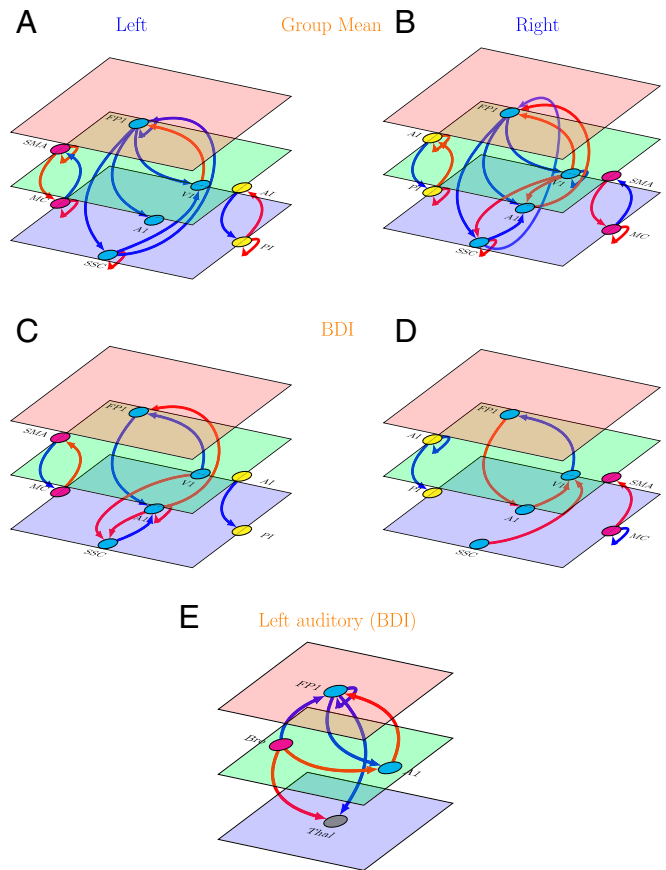 A
Left
Group Mean
B
Right
FP1
SMA
MC
V1
A1
SSC
AI
PI
FP1
AI
PI
V1
A1
SSC
SMA
MC
C
BDI
D
FP1
SMA
MC
V1
A1
SSC
AI
PI
FP1
AI
PI
V1
A1
SSC
SMA
MC
E
Left auditory (BDI)
FP1
A1
Thal